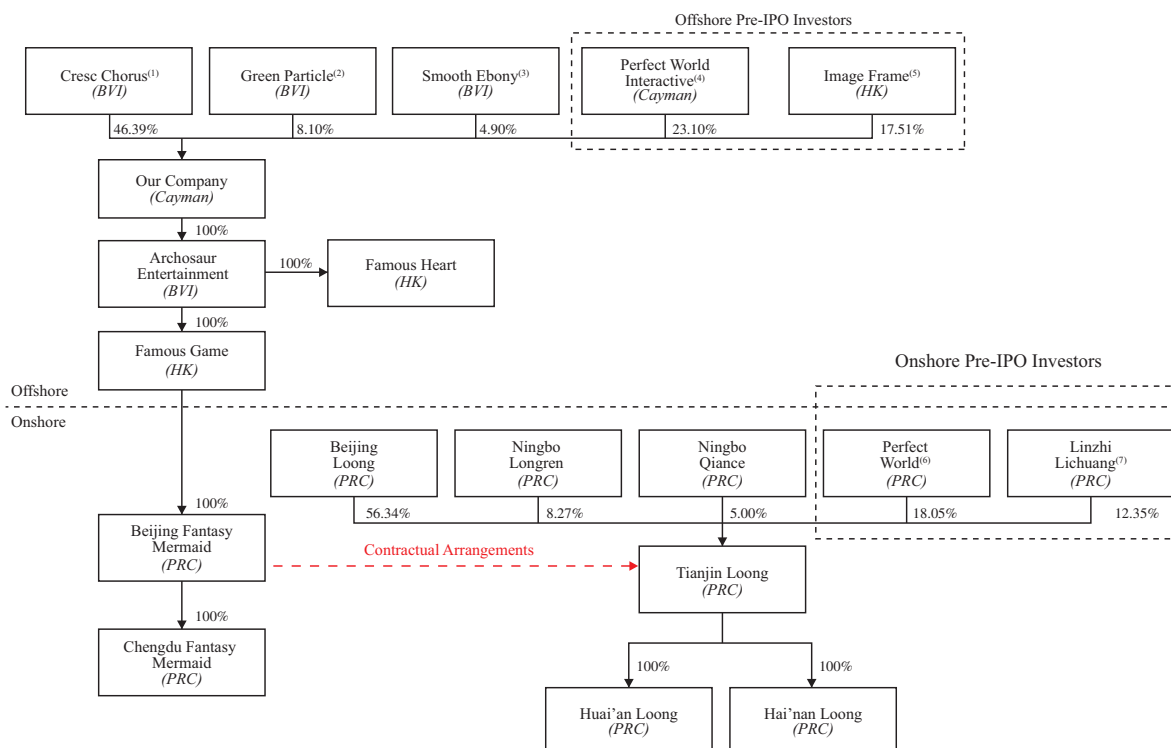 Offshore Pre-IPO Investors
Cresc Chorus(1)
(BVI)
Green Particle(2)
(BVI)
Smooth Ebony(3)
(BVI)
Perfect World
Interactive(4)
(Cayman)
Image Frame(5)
(HK)
46.39%
8.10%
4.90%
23.10%
17.51%
Our Company
(Cayman)
100%
Archosaur
Entertainment
(BVI)
100%
Famous Heart
(HK)
100%
Famous Game
(HK)
Offshore
Onshore
Onshore Pre-IPO Investors
Beijing
Loong
(PRC)
Ningbo
Longren
(PRC)
Ningbo
Qiance
(PRC)
Perfect
World(6)
(PRC)
Linzhi
Lichuang(7)
(PRC)
100%
56.34%
8.27%
5.00%
18.05%
12.35%
Beijing Fantasy
Mermaid
(PRC)
Contractual Arrangements
Tianjin Loong
(PRC)
100%
Chengdu Fantasy
Mermaid
(PRC)
100%
100%
Huai’an Loong
(PRC)
Hai’nan Loong
(PRC)